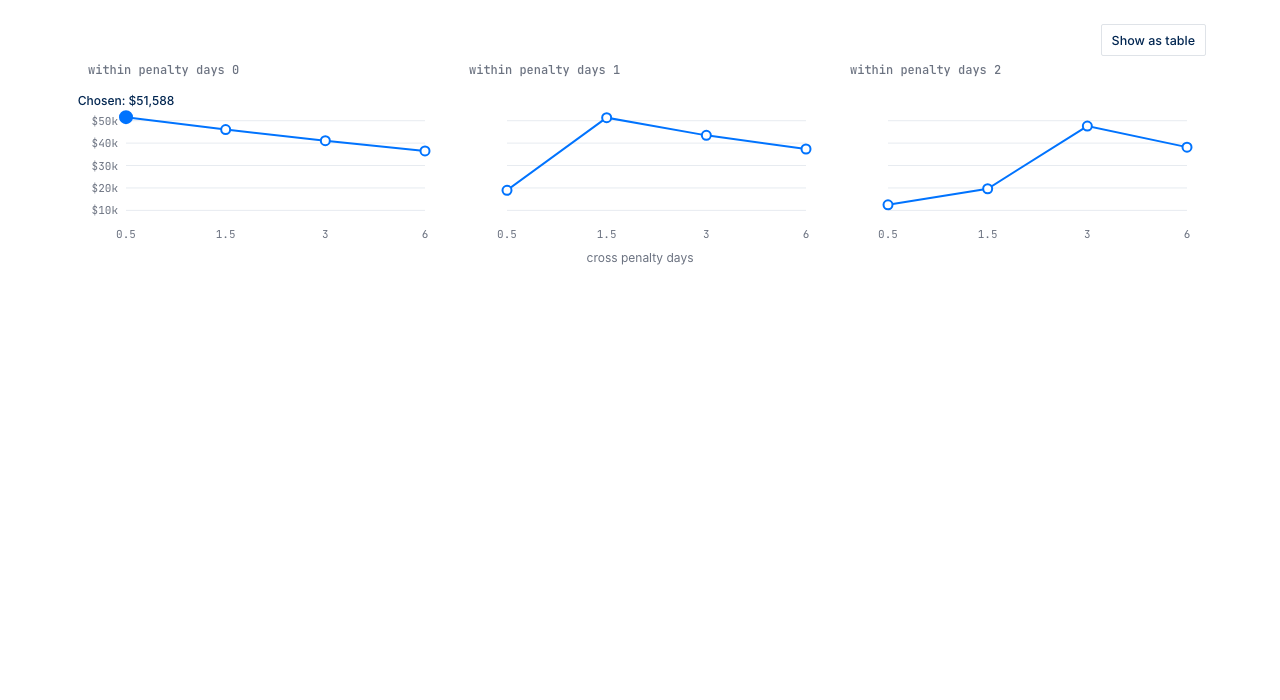 Show as table
within penalty days 0
within penalty days 1
within penalty days 2
Chosen: $51,588
$50k
$40k
$30k
$20k
$10k
0.5 1.5 3 6
0.5 1.5 3 6
0.5 1.5 3 6
cross penalty days